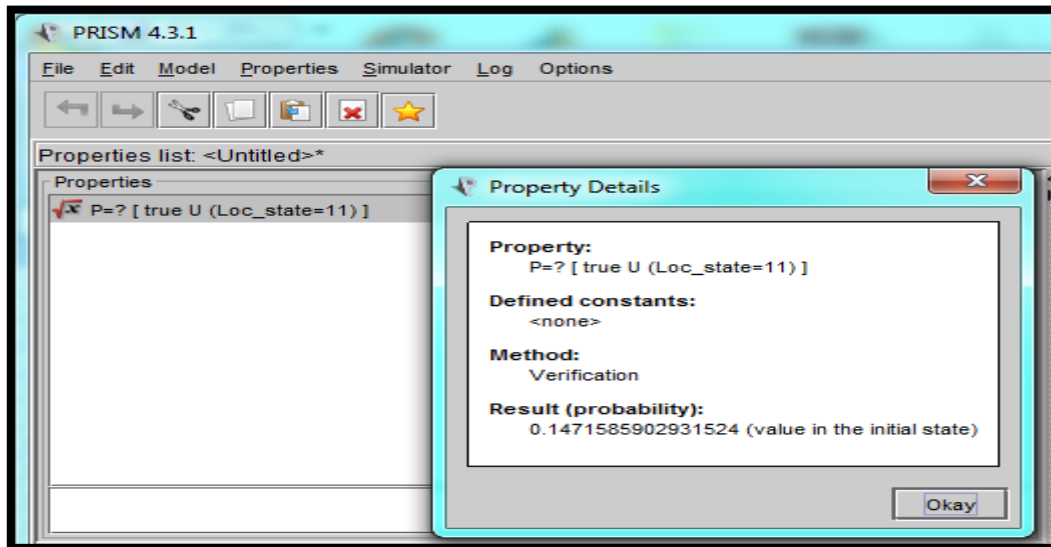 PRISM 4.3.1
File Edit Model Properties Simulator Log Options
Properties list: <Untitled>*
Properties
√x P=? [ true U (Loc_state=11) ]
Property Details
Property:
P=? [ true U (Loc_state=11) ]
Defined constants:
<none>
Method:
Verification
Result (probability):
0.1471585902931524 (value in the initial state)
Okay